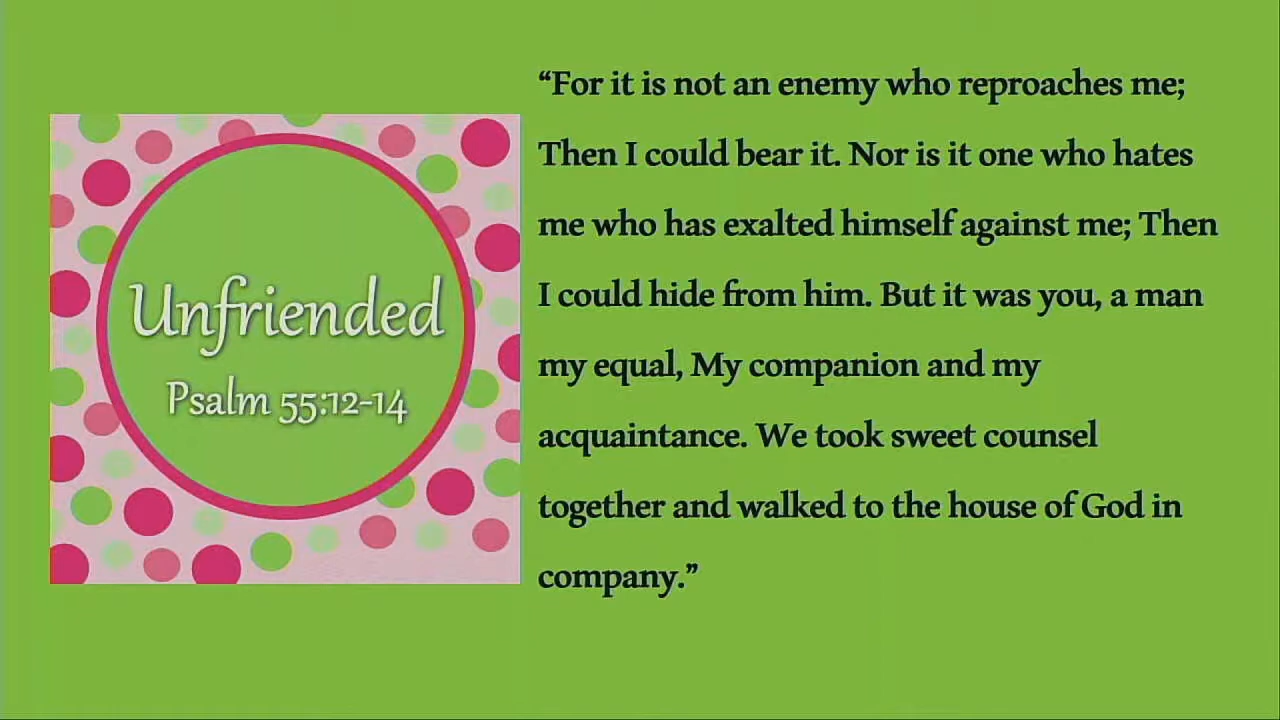 Unfriended
Psalm 55:12-14
“For it is not an enemy who reproaches me;
Then I could bear it. Nor is it one who hates
me who has exalted himself against me; Then
I could hide from him. But it was you, a man
my equal, My companion and my
acquaintance. We took sweet counsel
together and walked to the house of God in
company.”